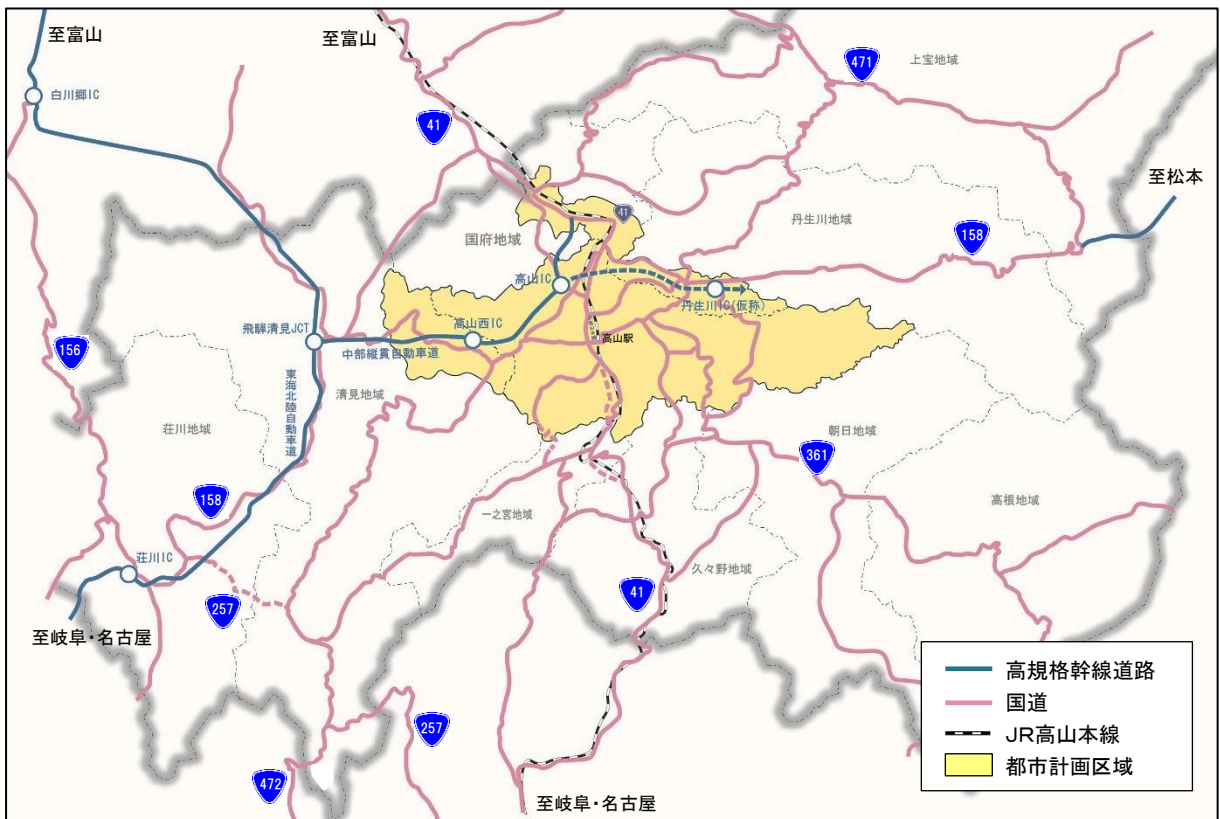 至富山
至富山
471
上宝地域
白川郷IC
41
至松本
41
丹生川地域
国府地域
158
高山IC
丹生川IC(仮称)
飛騨清見JCT
高山西IC
高山駅
156
中部縦貫自動車道
東海北陸自動車道
清見地域
荘川地域
朝日地域
361
158
高根地域
一之宮地域
荘川IC
久々野地域
257
41
至岐阜・名古屋
高規格幹線道路
国道
JR高山本線
都市計画区域
257
472
至岐阜・名古屋